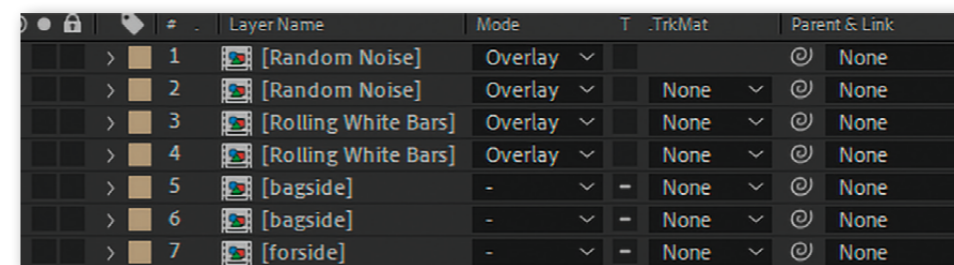 # . Layer Name Mode T .TrkMat Parent & Link
1 [Random Noise] Overlay None
2 [Random Noise] Overlay None None
3 [Rolling White Bars] Overlay None None
4 [Rolling White Bars] Overlay None None
5 [bagside] - - None None
6 [bagside] - - None None
7 [forside] - - None None